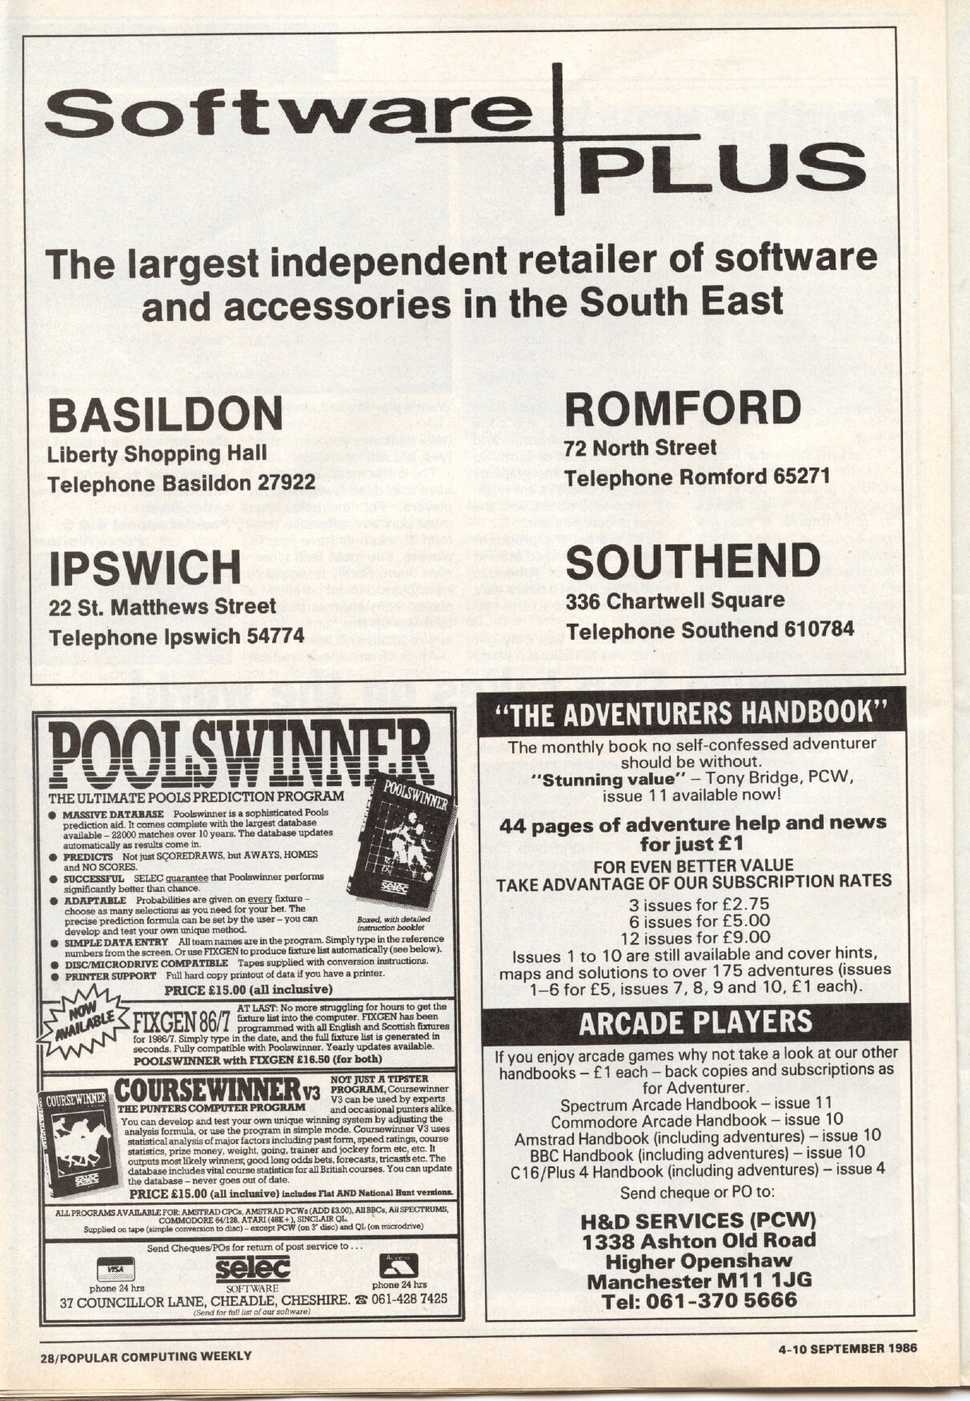 Software
PLUS
The largest independent retailer of software
and accessories in the South East
BASILDON
Liberty Shopping Hall
Telephone Basildon 27922
ROMFORD
72 North Street
Telephone Romford 65271
IPSWICH
22 St. Matthews Street
Telephone Ipswich 54774
SOUTHEND
336 Chartwell Square
Telephone Southend 610784
POOLSWINNER
THE ULTIMATE POOLS PREDICTION PROGRAM
● MASSIVE DATABASE Poolswinner is a sophisticated Pools
prediction aid. It comes complete with the largest database
available – 22000 matches over 10 years. The database updates
automatically as results come in.
● PREDICTS Not just SCOREDRAWS, but AWAYS, HOMES
and NO SCORES.
● SUCCESSFUL SELEC guarantee that Poolswinner performs
significantly better than chance.
● ADAPTABLE Probabilities are given on every fixture –
choose as many selections as you need for your bet. The
precise prediction formula can be set by the user – you can
develop and test your own unique method.
● SIMPLE DATA ENTRY All team names are in the program. Simply type in the reference
numbers from the screen. Or use FIXGEN to produce fixture list automatically (see below).
● DISC/MICRODRIVE COMPATIBLE Tapes supplied with conversion instructions.
● PRINTER SUPPORT Full hard copy printout of data if you have a printer.
PRICE £15.00 (all inclusive)
POOLSWINNER
selec
Boxed, with detailed
instruction booklet
NOW
AVAILABLE
FIXGEN 86/7
AT LAST: No more struggling for hours to get the
fixture list into the computer. FIXGEN has been
programmed with all English and Scottish fixtures
for 1986/7. Simply type in the date, and the full fixture list is generated in
seconds. Fully compatible with Poolswinner. Yearly updates available.
POOLSWINNER with FIXGEN £16.50 (for both)
COURSEWINNER
selec
COURSEWINNER V3
THE PUNTERS COMPUTER PROGRAM
NOT JUST A TIPSTER
PROGRAM, Coursewinner
V3 can be used by experts
and occasional punters alike.
You can develop and test your own unique winning system by adjusting the
analysis formula, or use the program in simple mode. Coursewinner V3 uses
statistical analysis of major factors including past form, speed ratings, course
statistics, prize money, weight, going, trainer and jockey form etc, etc. It
outputs most likely winners, good long odds bets, forecasts, tricasts etc. The
database includes vital course statistics for all British courses. You can update
the database – never goes out of date.
PRICE £15.00 (all inclusive) includes Flat AND National Hunt versions.
ALL PROGRAMS AVAILABLE FOR: AMSTRAD CPCs, AMSTRAD PCWs (ADD £3.00), All BBCs, All SPECTRUMS,
COMMODORE 64/128, ATARI (48K+), SINCLAIR QL.
Supplied on tape (simple conversion to disc) – except PCW (on 3" disc) and QL (on microdrive)
Send Cheques/POs for return of post service to . . .
VISA
phone 24 hrs
selec
SOFTWARE
Access
phone 24 hrs
37 COUNCILLOR LANE, CHEADLE, CHESHIRE. ☎ 061-428 7425
(Send for full list of our software)
"THE ADVENTURERS HANDBOOK"
The monthly book no self-confessed adventurer
should be without.
"Stunning value" – Tony Bridge, PCW,
issue 11 available now!
44 pages of adventure help and news
for just £1
FOR EVEN BETTER VALUE
TAKE ADVANTAGE OF OUR SUBSCRIPTION RATES
3 issues for £2.75
6 issues for £5.00
12 issues for £9.00
Issues 1 to 10 are still available and cover hints,
maps and solutions to over 175 adventures (issues
1–6 for £5, issues 7, 8, 9 and 10, £1 each).
ARCADE PLAYERS
If you enjoy arcade games why not take a look at our other
handbooks – £1 each – back copies and subscriptions as
for Adventurer.
Spectrum Arcade Handbook – issue 11
Commodore Arcade Handbook – issue 10
Amstrad Handbook (including adventures) – issue 10
BBC Handbook (including adventures) – issue 10
C16/Plus 4 Handbook (including adventures) – issue 4
Send cheque or PO to:
H&D SERVICES (PCW)
1338 Ashton Old Road
Higher Openshaw
Manchester M11 1JG
Tel: 061-370 5666
28/POPULAR COMPUTING WEEKLY
4-10 SEPTEMBER 1986